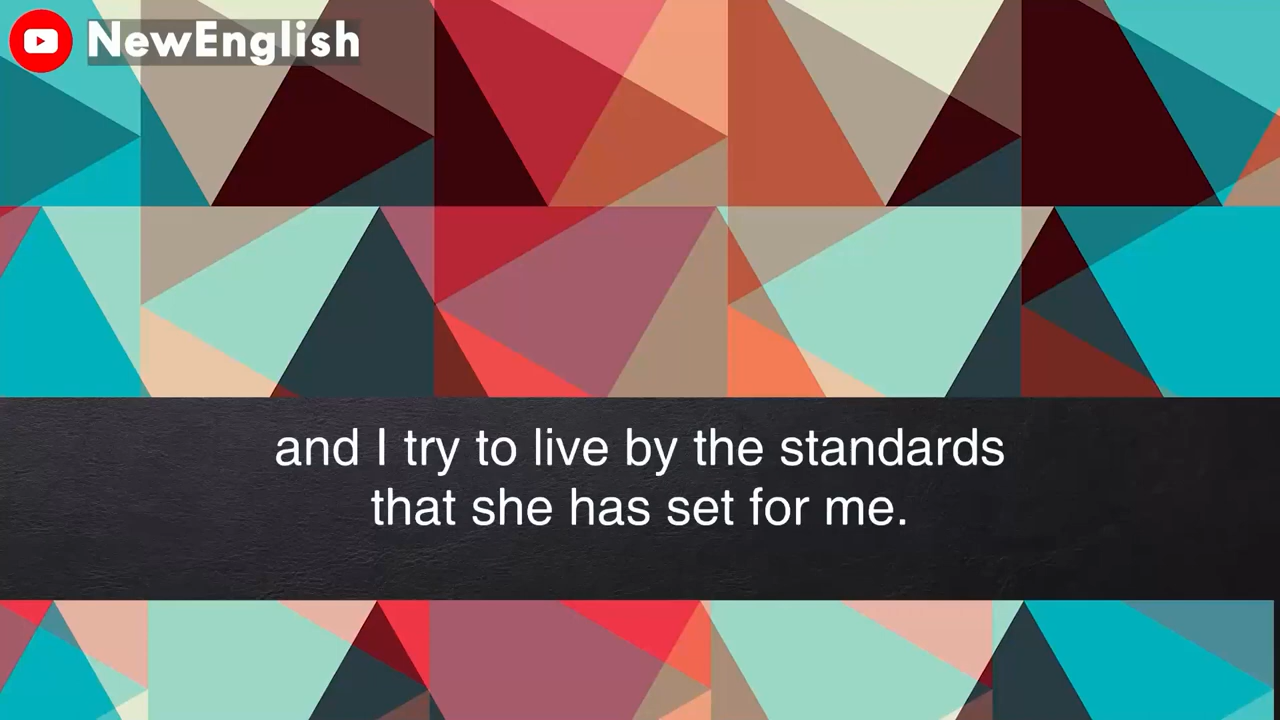 NewEnglish
and I try to live by the standards
that she has set for me.